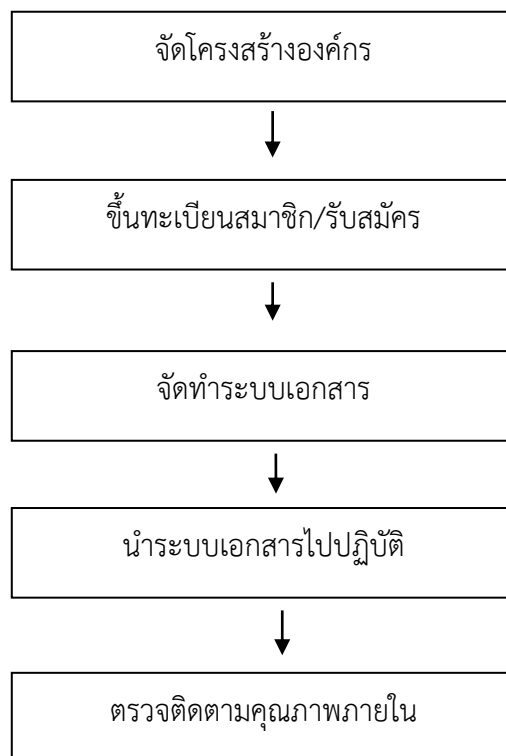 จัดโครงสร้างองค์กร
ขึ้นทะเบียนสมาชิก/รับสมัคร
จัดทำระบบเอกสาร
นำระบบเอกสารไปปฏิบัติ
ตรวจติดตามคุณภาพภายใน